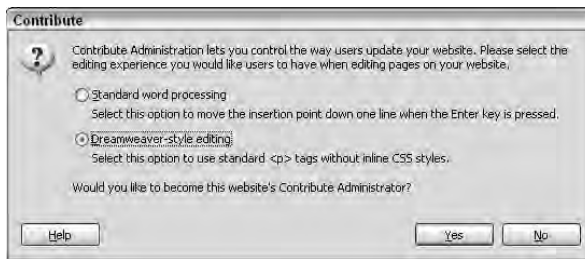 Contribute
Contribute Administration lets you control the way users update your website. Please select the
editing experience you would like users to have when editing pages on your website.
Standard word processing
Select this option to move the insertion point down one line when the Enter key is pressed.
Dreamweaver-style editing
Select this option to use standard <p> tags without inline CSS styles.
Would you like to become this website's Contribute Administrator?
Help
Yes
No